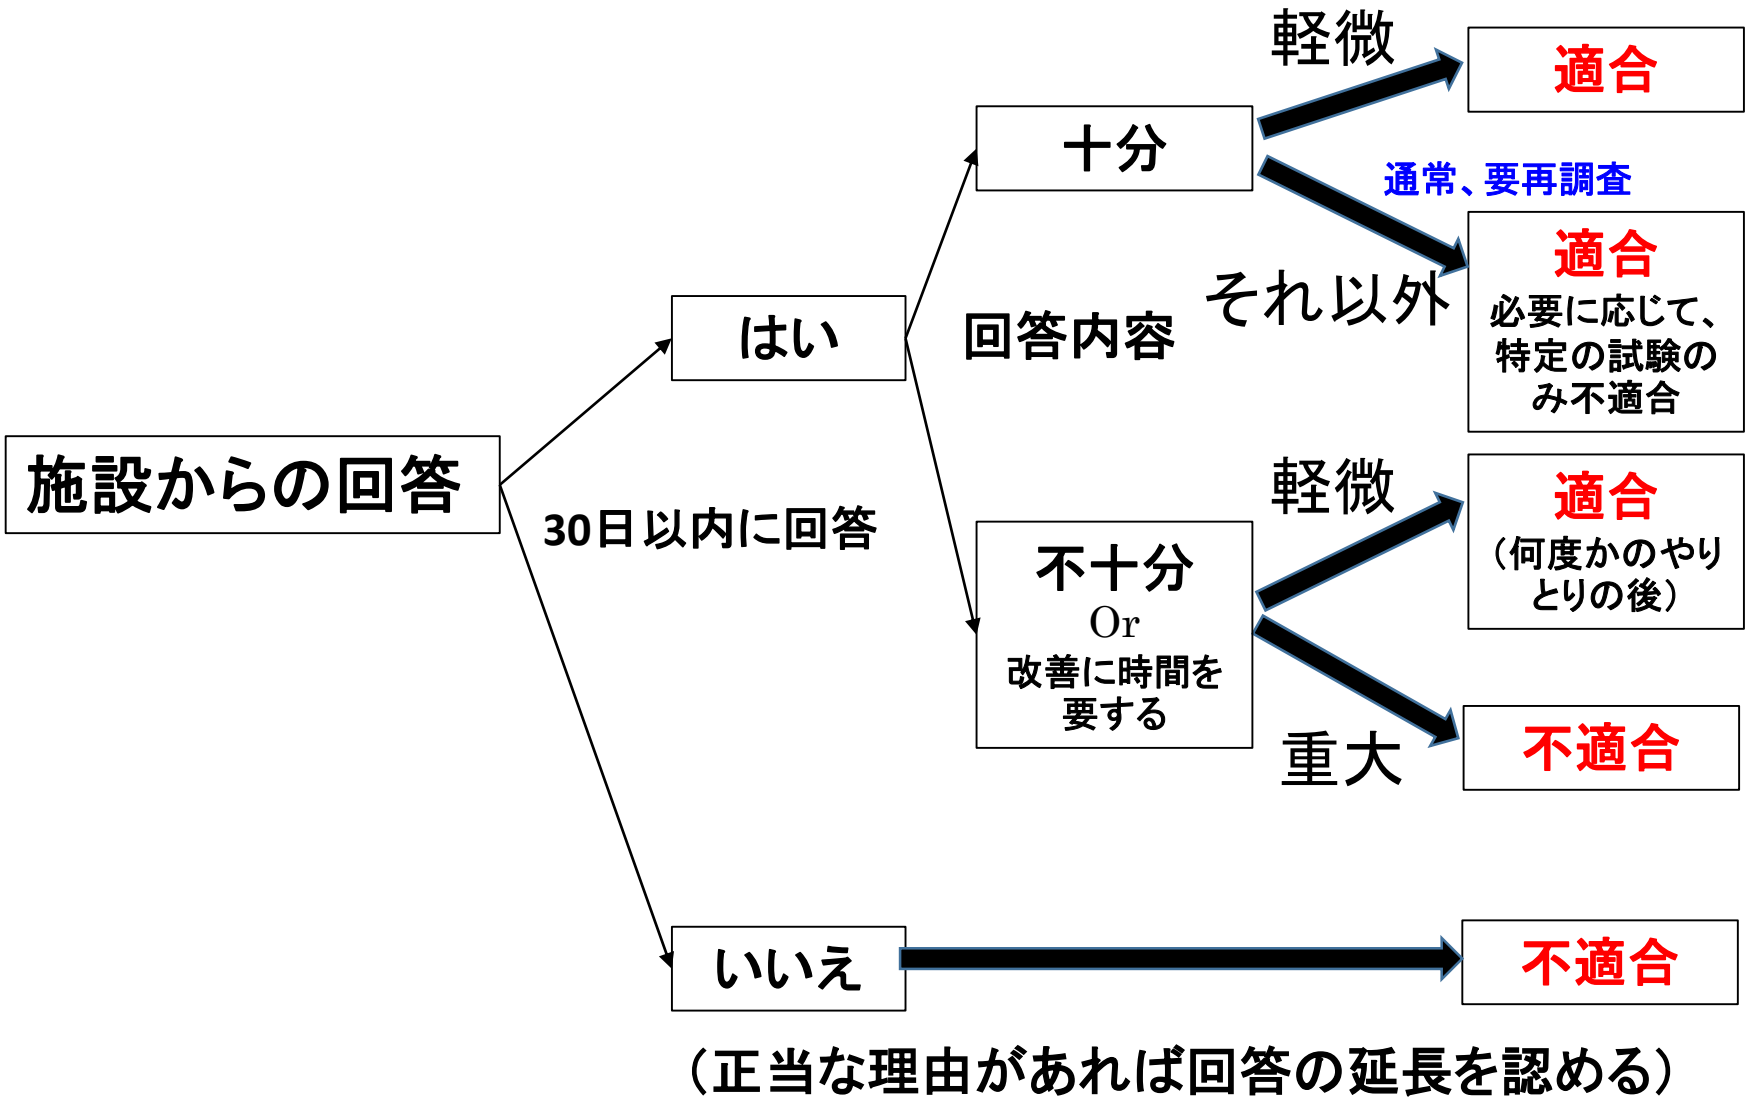 軽微
適合
十分
通常、要再調査
適合
必要に応じて、
特定の試験の
み不適合
それ以外
はい
回答内容
施設からの回答
30日以内に回答
軽微
適合
（何度かのやり
とりの後）
不十分
Or
改善に時間を
要する
重大
不適合
いいえ
不適合
（正当な理由があれば回答の延長を認める）